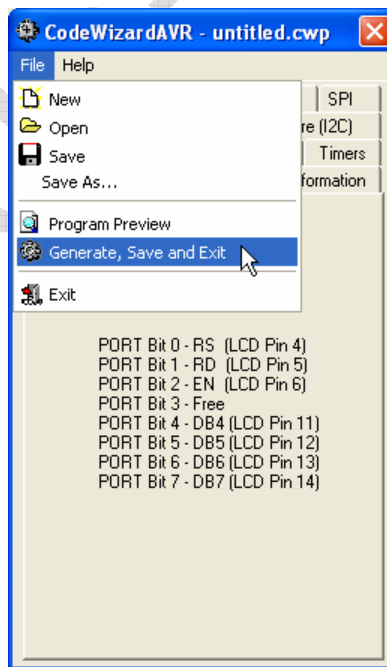 CodeWizardAVR - untitled.cwp
File Help
New
SPI
Open
re (I2C)
Save
Timers
Save As...
formation
Program Preview
Generate, Save and Exit
Exit
PORT Bit 0 - RS (LCD Pin 4)
PORT Bit 1 - RD (LCD Pin 5)
PORT Bit 2 - EN (LCD Pin 6)
PORT Bit 3 - Free
PORT Bit 4 - DB4 (LCD Pin 11)
PORT Bit 5 - DB5 (LCD Pin 12)
PORT Bit 6 - DB6 (LCD Pin 13)
PORT Bit 7 - DB7 (LCD Pin 14)